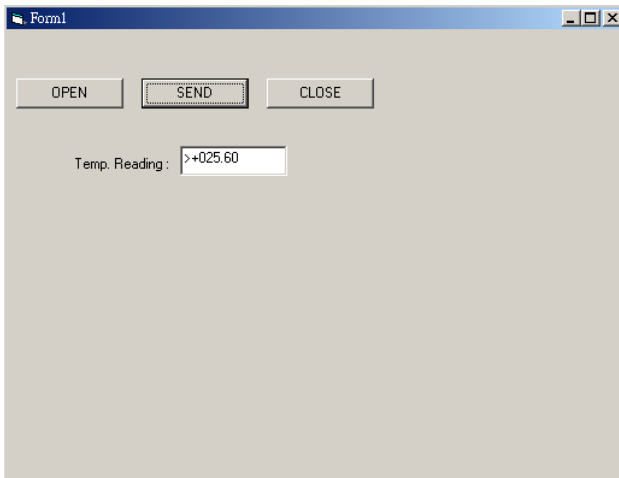 Form1
OPEN SEND CLOSE
Temp. Reading : >+025.60